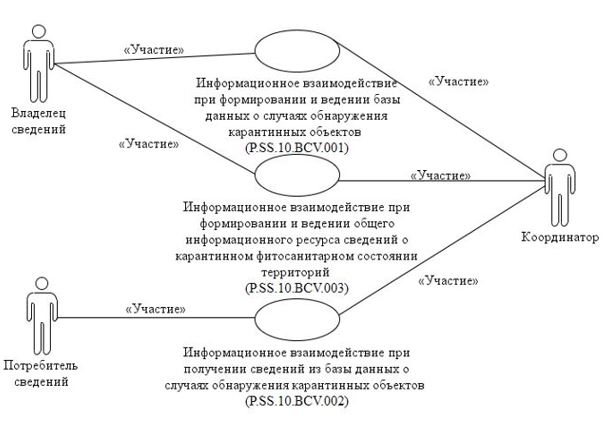 «Участие»
Владелец
сведений
Информационное взаимодействие
при формировании и ведении базы
данных о случаях обнаружения
карантинных объектов
(P.SS.10.BCV.001)
«Участие»
«Участие»
«Участие»
Информационное взаимодействие при
формировании и ведении общего
информационного ресурса сведений о
карантинном фитосанитарном состоянии
территорий
(P.SS.10.BCV.003)
Координатор
«Участие»
«Участие»
Потребитель
сведений
Информационное взаимодействие при
получении сведений из базы данных о
случаях обнаружения карантинных объектов
(P.SS.10.BCV.002)